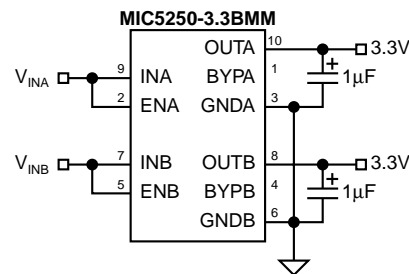 MIC5250-3.3BMM
OUTA 10 3.3V
V_INA 9 INA BYPA 1 + 1µF
2 ENA GNDA 3
V_INB 7 INB OUTB 8 3.3V
5 ENB BYPB 4 + 1µF
GNDB 6